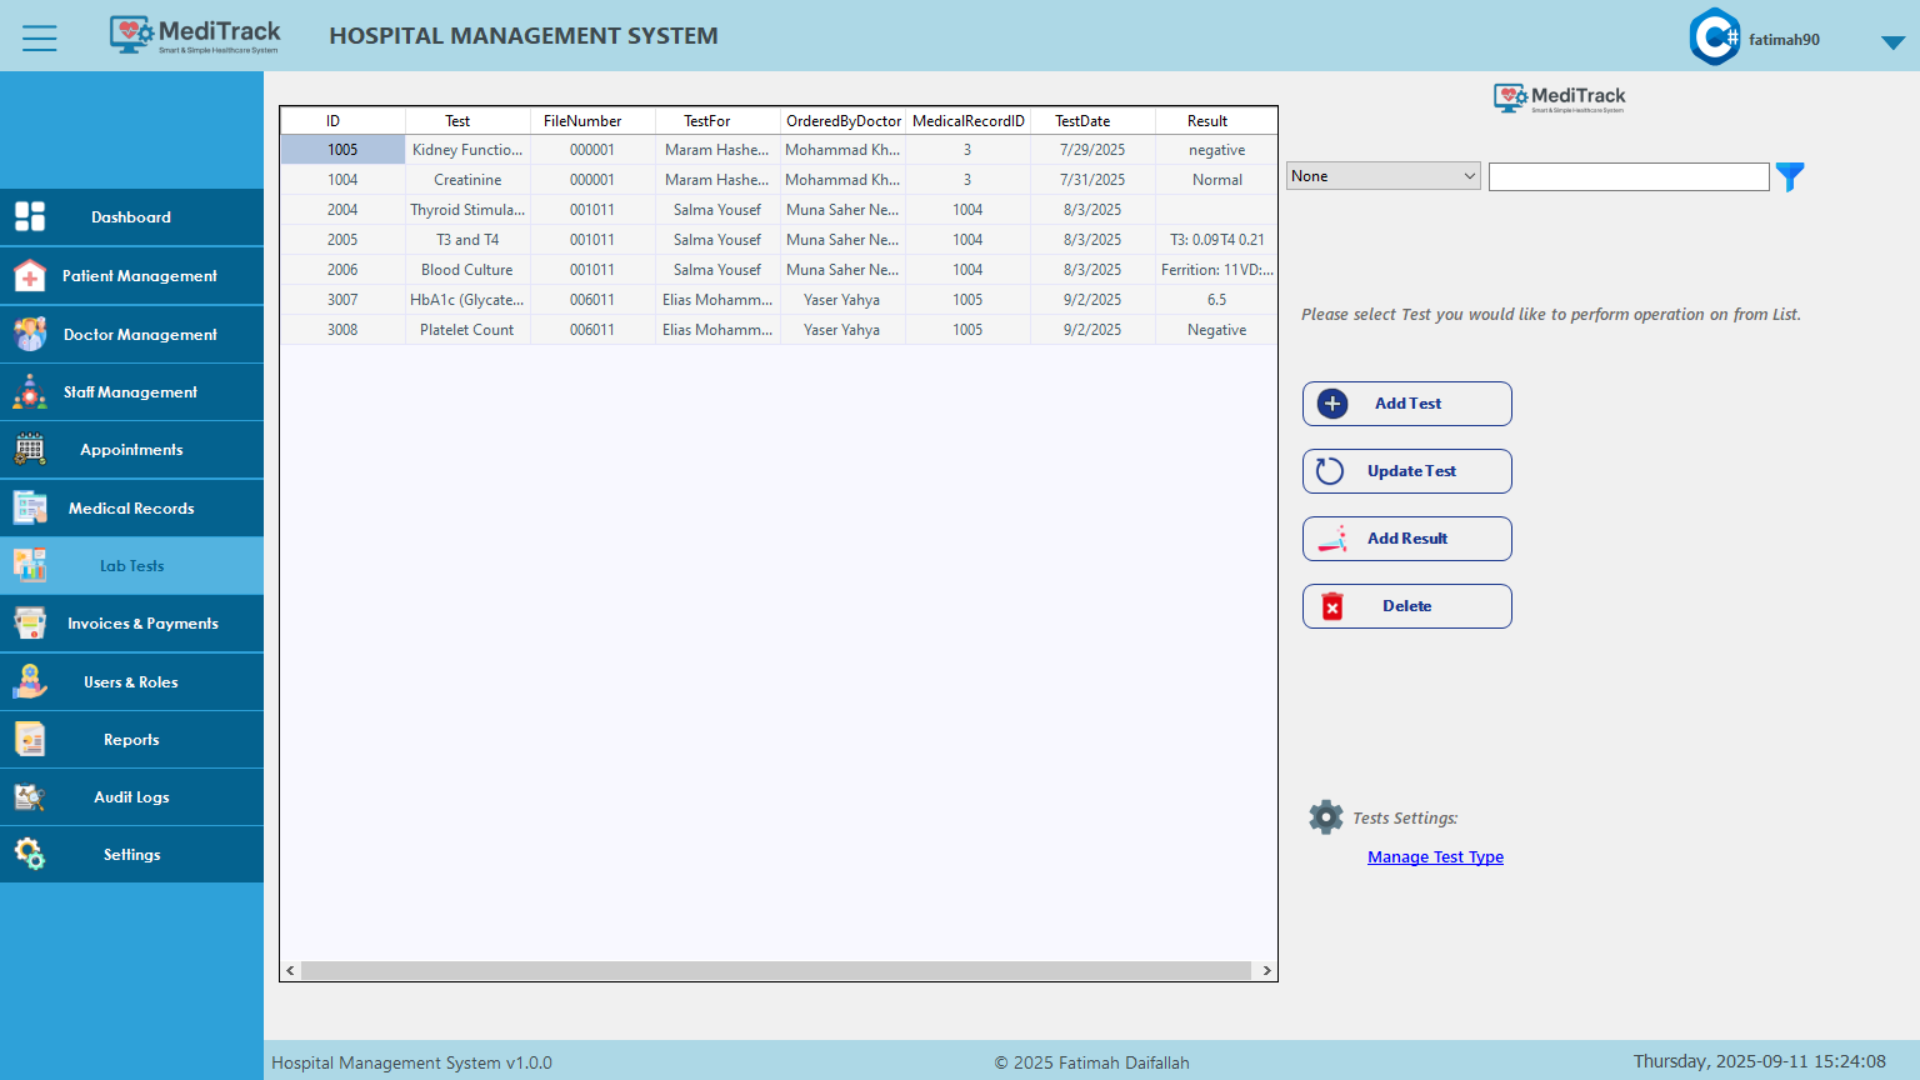 MediTrack
Smart & Simple Healthcare System
HOSPITAL MANAGEMENT SYSTEM
fatimah90
Dashboard
Patient Management
Doctor Management
Staff Management
Appointments
Medical Records
Lab Tests
Invoices & Payments
Users & Roles
Reports
Audit Logs
Settings
ID Test FileNumber TestFor OrderedByDoctor MedicalRecordID TestDate Result
1005 Kidney Functio... 000001 Maram Hashe... Mohammad Kh... 3 7/29/2025 negative
1004 Creatinine 000001 Maram Hashe... Mohammad Kh... 3 7/31/2025 Normal
2004 Thyroid Stimula... 001011 Salma Yousef Muna Saher Ne... 1004 8/3/2025
2005 T3 and T4 001011 Salma Yousef Muna Saher Ne... 1004 8/3/2025 T3: 0.09T4 0.21
2006 Blood Culture 001011 Salma Yousef Muna Saher Ne... 1004 8/3/2025 Ferrition: 11VD:...
3007 HbA1c (Glycate... 006011 Elias Mohamm... Yaser Yahya 1005 9/2/2025 6.5
3008 Platelet Count 006011 Elias Mohamm... Yaser Yahya 1005 9/2/2025 Negative
MediTrack
Smart & Simple Healthcare System
None
Please select Test you would like to perform operation on from List.
Add Test
Update Test
Add Result
Delete
Tests Settings:
Manage Test Type
Hospital Management System v1.0.0
© 2025 Fatimah Daifallah
Thursday, 2025-09-11 15:24:08